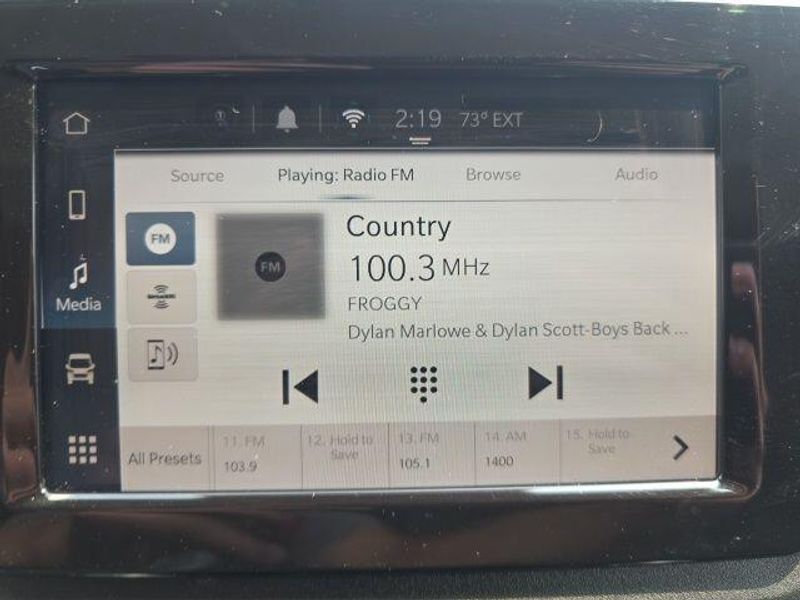 2:19 73° EXT
Source Playing: Radio FM Browse Audio
FM
FM
Country
100.3 MHz
FROGGY
Dylan Marlowe & Dylan Scott-Boys Back ...
Media
All Presets
11. FM
103.9
12. Hold to
Save
13. FM
105.1
14. AM
1400
15. Hold to
Save